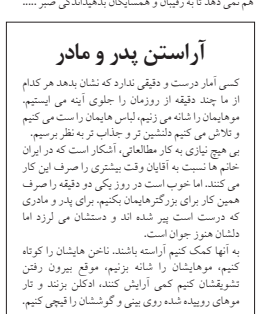 هم نمی دهد تا به رقیبان و همسایگان بدهیداندکی صبر .....
آراستن پدر و مادر
کسی آمار درست و دقیقی ندارد که نشان بدهد هر کدام
از ما چند دقیقه از روزمان را جلوی آینه می ایستیم.
موهایمان را شانه می زنیم، لباس هایمان را ست می کنیم
و تلاش می کنیم دلنشین تر و جذاب تر به نظر برسیم.
بی هیچ نیازی به کار مطالعاتی، آشکار است که در ایران
خانم ها نسبت به آقایان وقت بیشتری را صرف این کار
می کنند. اما خوب است در روز یکی دو دقیقه را صرف
همین کار برای بزرگترهایمان بکنیم. برای پدر و مادری
که درست است پیر شده اند و دستشان می لرزد اما
دلشان هنوز جوان است.
به آنها کمک کنیم آراسته باشند. ناخن هایشان را کوتاه
کنیم، موهایشان را شانه بزنیم، موقع بیرون رفتن
تشویقشان کنیم کمی آرایش کنند، ادکلن بزنند و تار
موهای روییده شده روی بینی و گوششان را قیچی کنیم.